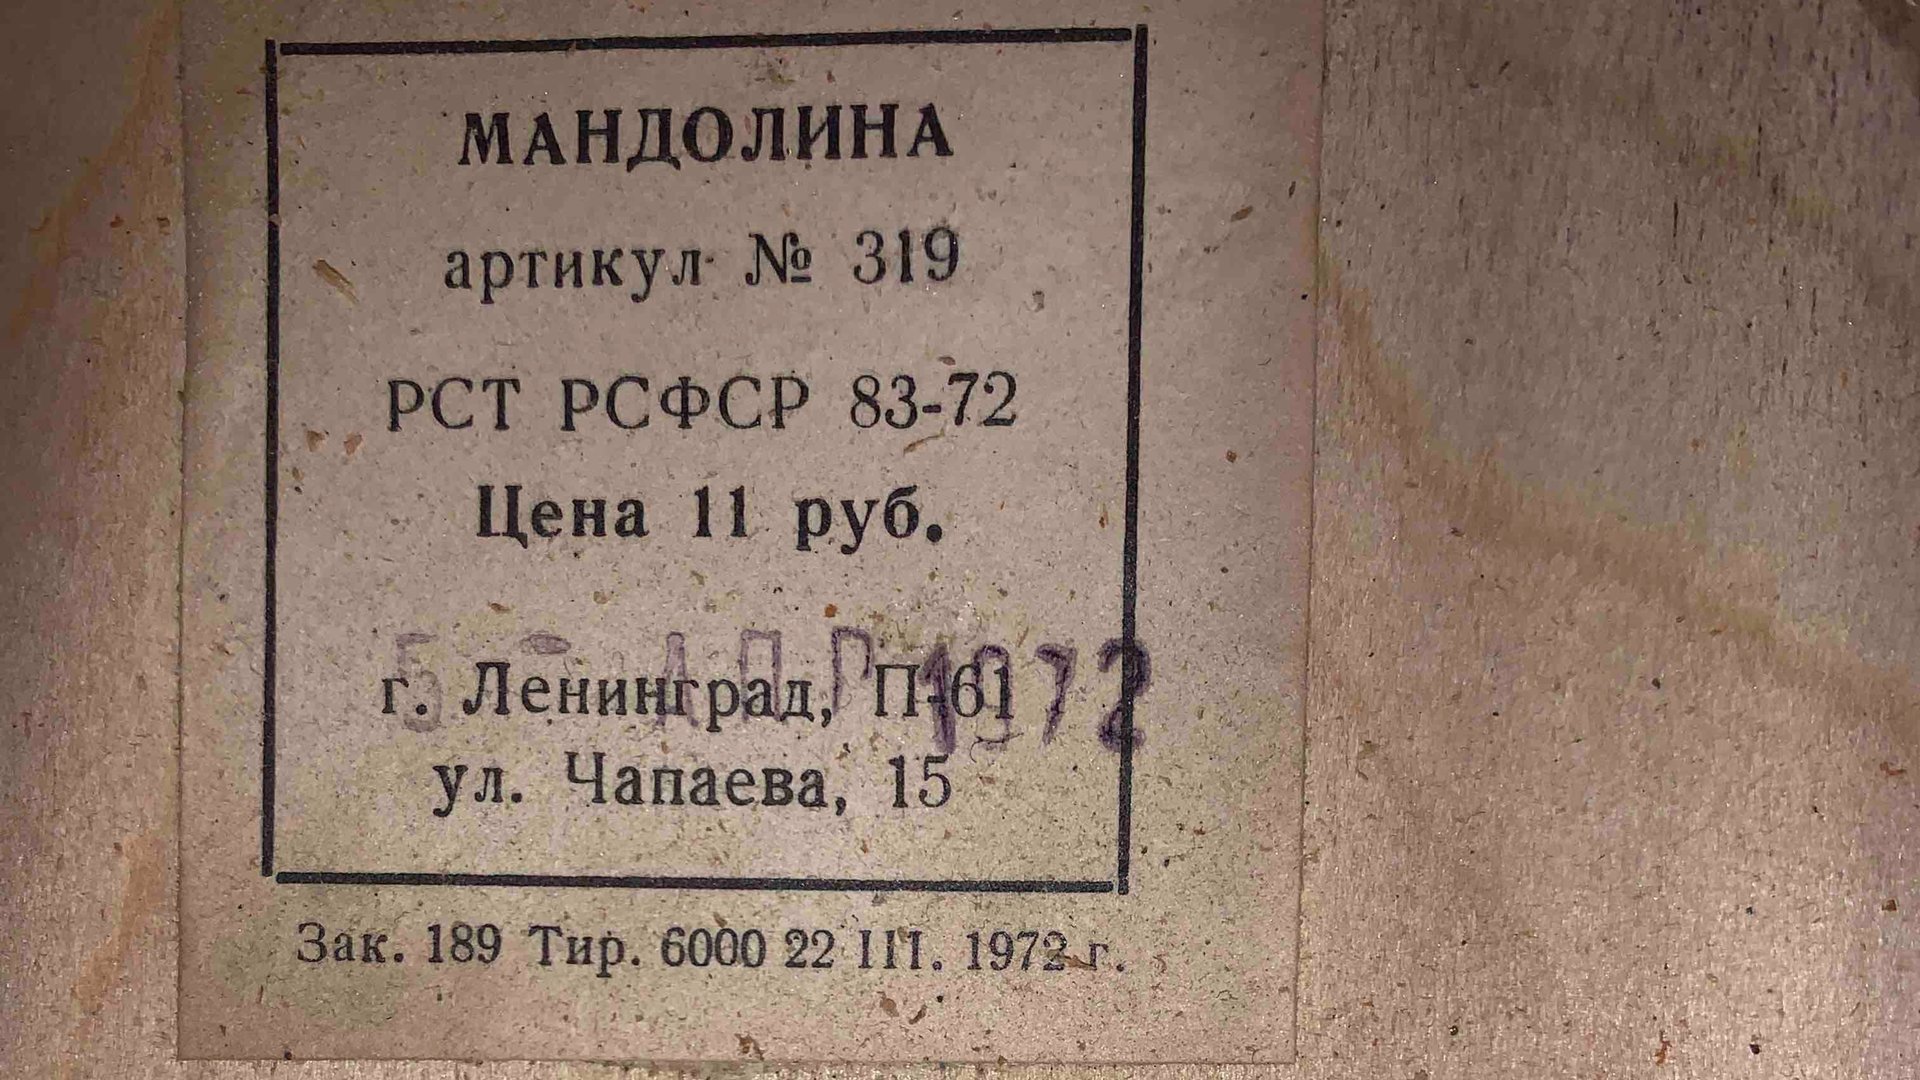 МАНДОЛИНА
артикул № 319
РСТ РСФСР 83-72
Цена 11 руб.
АПР 1972
г. Ленинград, П-61
ул. Чапаева, 15
Зак. 189 Тир. 6000 22 III. 1972 г.